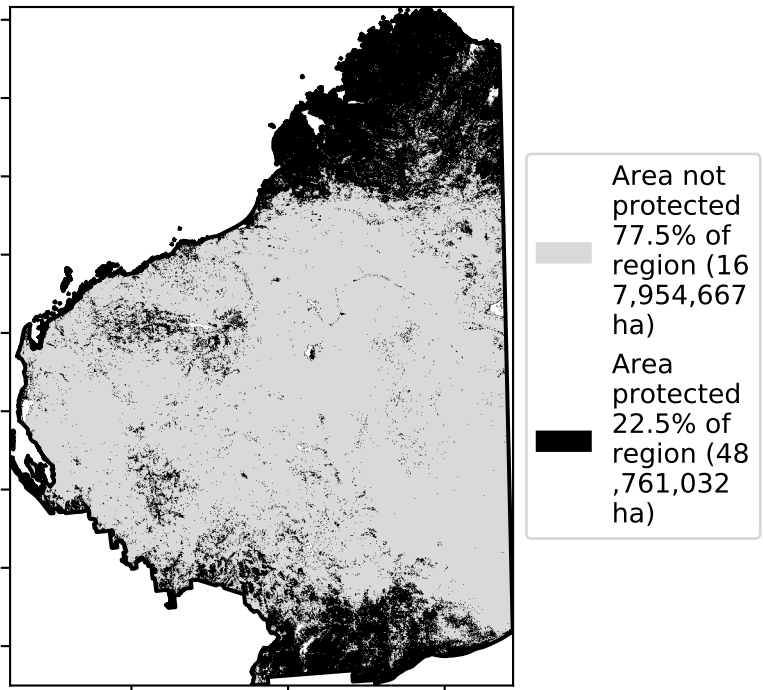 Area not
protected
77.5% of
region (16
7,954,667
ha)
Area
protected
22.5% of
region (48
,761,032
ha)